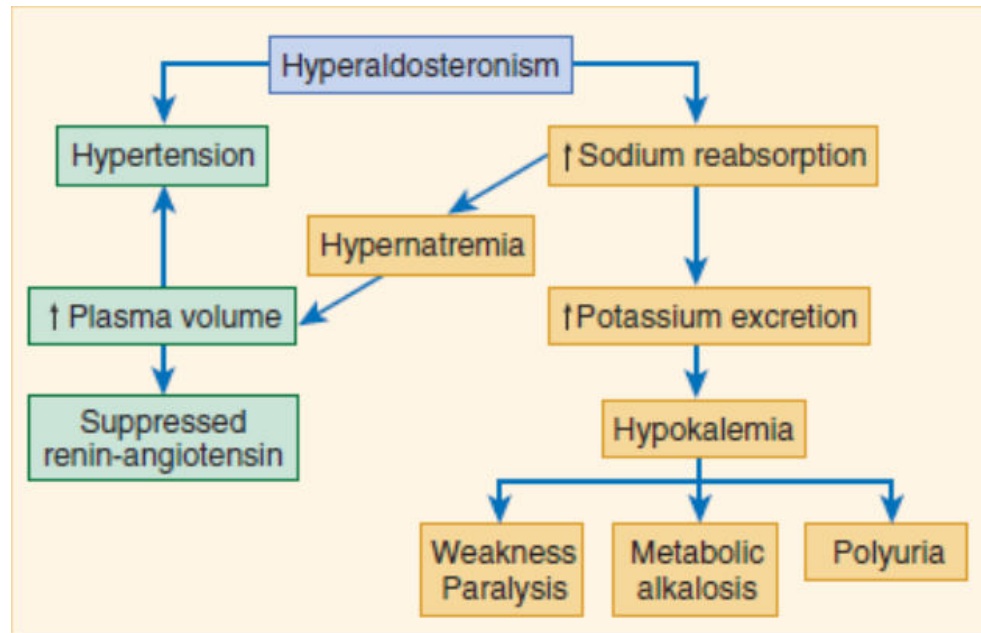 Hyperaldosteronism
Hypertension
↑ Sodium reabsorption
Hypernatremia
↑ Plasma volume
↑ Potassium excretion
Suppressed
renin-angiotensin
Hypokalemia
Weakness
Paralysis
Metabolic
alkalosis
Polyuria